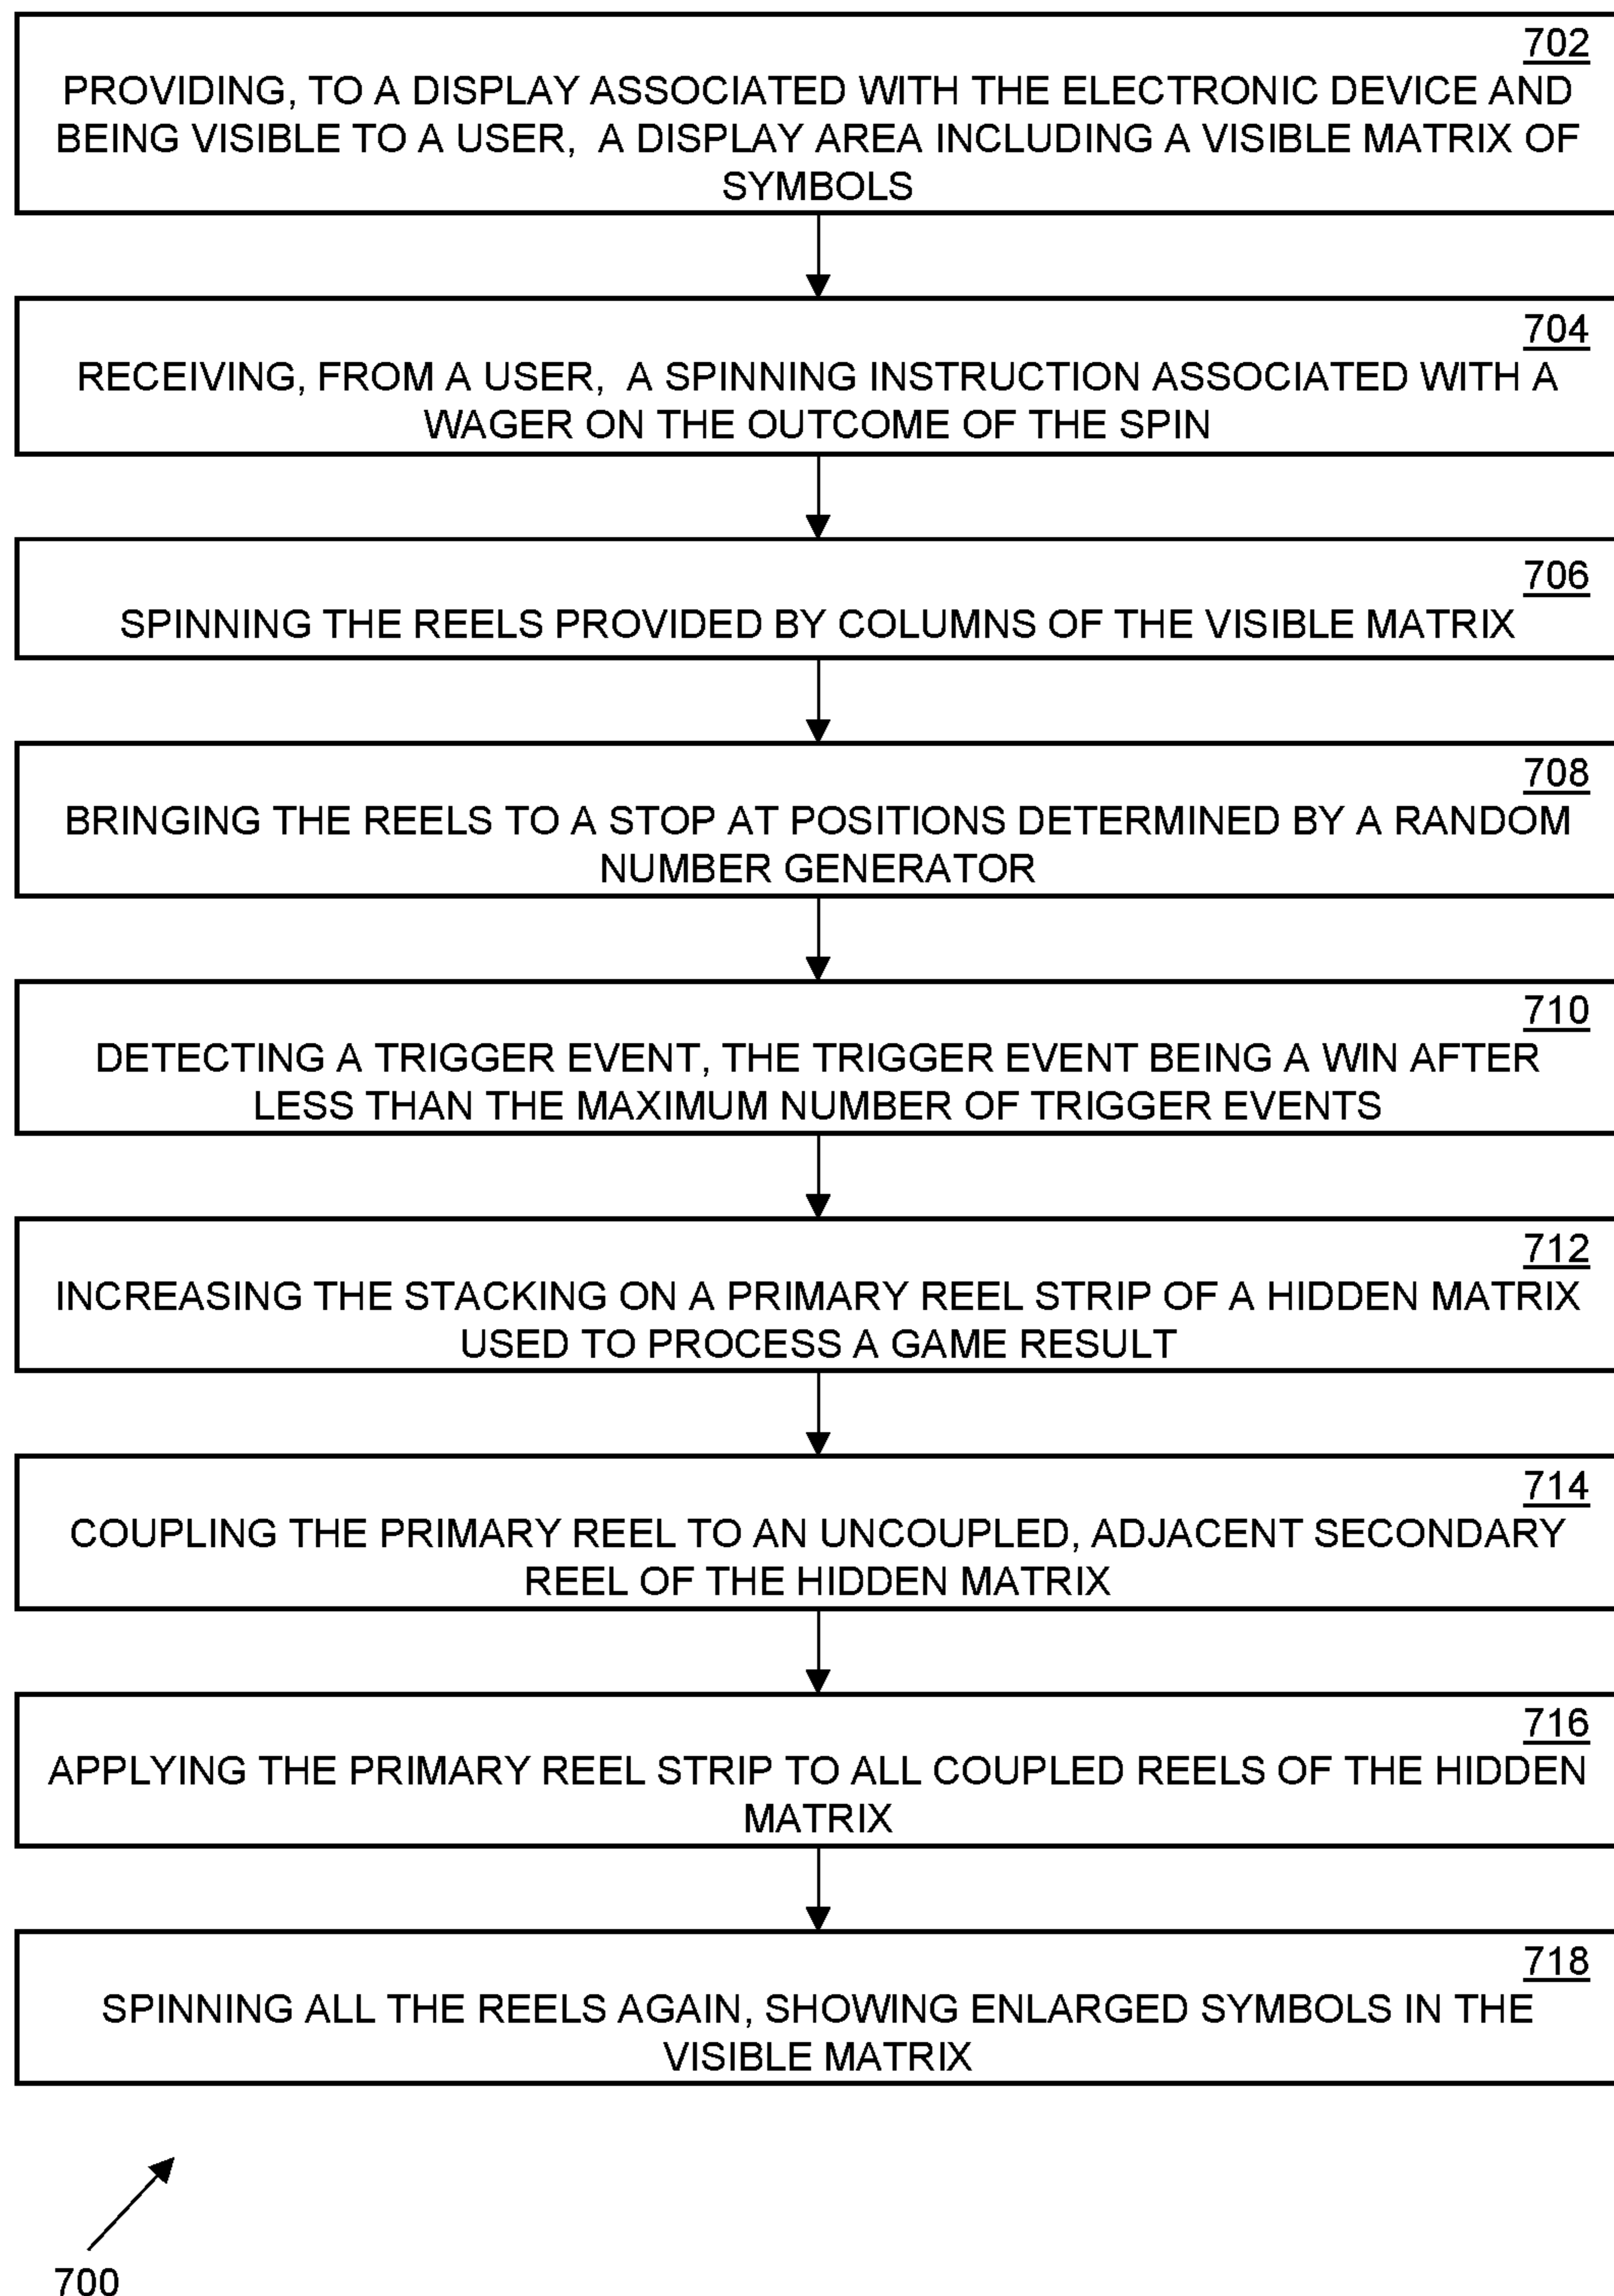 702
PROVIDING, TO A DISPLAY ASSOCIATED WITH THE ELECTRONIC DEVICE AND
BEING VISIBLE TO A USER, A DISPLAY AREA INCLUDING A VISIBLE MATRIX OF
SYMBOLS
704
RECEIVING, FROM A USER, A SPINNING INSTRUCTION ASSOCIATED WITH A
WAGER ON THE OUTCOME OF THE SPIN
706
SPINNING THE REELS PROVIDED BY COLUMNS OF THE VISIBLE MATRIX
708
BRINGING THE REELS TO A STOP AT POSITIONS DETERMINED BY A RANDOM
NUMBER GENERATOR
710
DETECTING A TRIGGER EVENT, THE TRIGGER EVENT BEING A WIN AFTER
LESS THAN THE MAXIMUM NUMBER OF TRIGGER EVENTS
712
INCREASING THE STACKING ON A PRIMARY REEL STRIP OF A HIDDEN MATRIX
USED TO PROCESS A GAME RESULT
714
COUPLING THE PRIMARY REEL TO AN UNCOUPLED, ADJACENT SECONDARY
REEL OF THE HIDDEN MATRIX
716
APPLYING THE PRIMARY REEL STRIP TO ALL COUPLED REELS OF THE HIDDEN
MATRIX
718
SPINNING ALL THE REELS AGAIN, SHOWING ENLARGED SYMBOLS IN THE
VISIBLE MATRIX
700